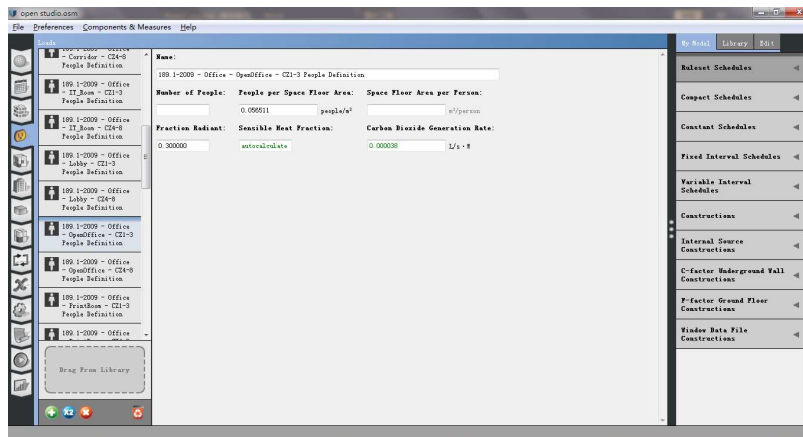 open studio.osm
File Preferences Components & Measures Help
Loads
- Corridor - CZ4-8
People Definition
189.1-2009 - Office
- IT_Room - CZ1-3
People Definition
189.1-2009 - Office
- IT_Room - CZ4-8
People Definition
189.1-2009 - Office
- Lobby - CZ1-3
People Definition
189.1-2009 - Office
- Lobby - CZ4-8
People Definition
189.1-2009 - Office
- OpenOffice - CZ1-3
People Definition
189.1-2009 - Office
- OpenOffice - CZ4-8
People Definition
189.1-2009 - Office
- PrintRoom - CZ1-3
People Definition
189.1-2009 - Office
Drag From Library
x2
Name:
189.1-2009 - Office - OpenOffice - CZ1-3 People Definition
Number of People: People per Space Floor Area: Space Floor Area per Person:
0.056511 people/m² m²/person
Fraction Radiant: Sensible Heat Fraction: Carbon Dioxide Generation Rate:
0.300000 autocalculate 0.000038 L/s·W
My Model Library Edit
Ruleset Schedules
Compact Schedules
Constant Schedules
Fixed Interval Schedules
Variable Interval
Schedules
Constructions
Internal Source
Constructions
C-factor Underground Wall
Constructions
F-factor Ground Floor
Constructions
Window Data File
Constructions